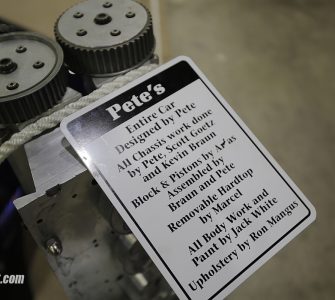 Pete's
Entire Car
Designed by Pete
All Chassis work done
by Pete, Scott Goetz
and Kevin Braun
Block & Pistons by Arias
Assembled by
Braun and Pete
Removable Hardtop
by Marcel
All Body Work and
Paint by Jack White
Upholstery by Ron Mangus